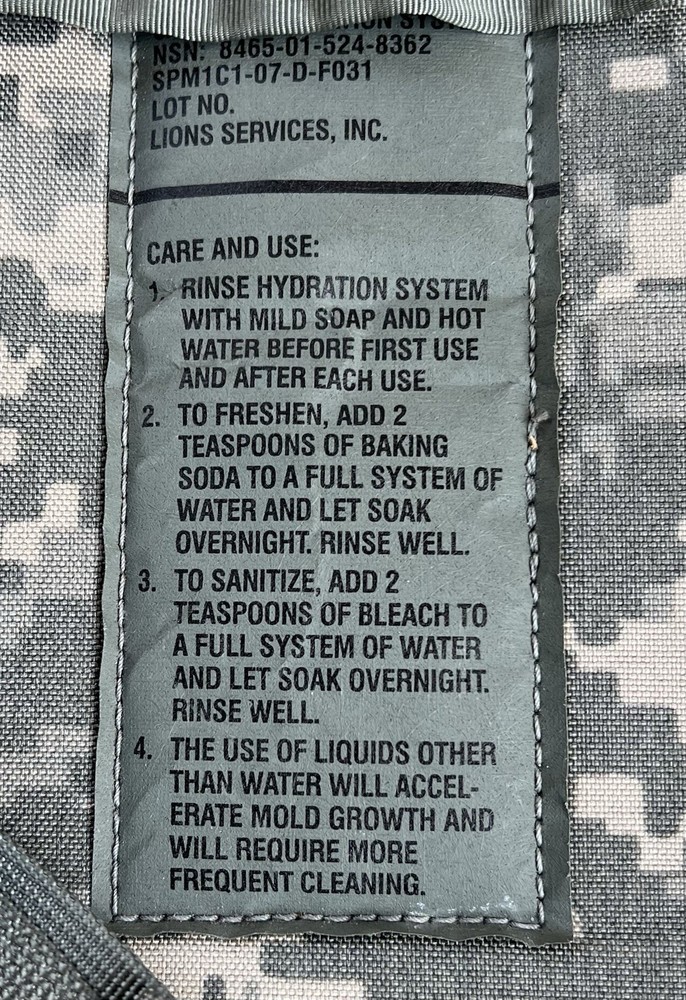 NSN: 8465-01-524-8362
SPM1C1-07-D-F031
LOT NO.
LIONS SERVICES, INC.
CARE AND USE:
1. RINSE HYDRATION SYSTEM
WITH MILD SOAP AND HOT
WATER BEFORE FIRST USE
AND AFTER EACH USE.
2. TO FRESHEN, ADD 2
TEASPOONS OF BAKING
SODA TO A FULL SYSTEM OF
WATER AND LET SOAK
OVERNIGHT. RINSE WELL.
3. TO SANITIZE, ADD 2
TEASPOONS OF BLEACH TO
A FULL SYSTEM OF WATER
AND LET SOAK OVERNIGHT.
RINSE WELL.
4. THE USE OF LIQUIDS OTHER
THAN WATER WILL ACCEL-
ERATE MOLD GROWTH AND
WILL REQUIRE MORE
FREQUENT CLEANING.